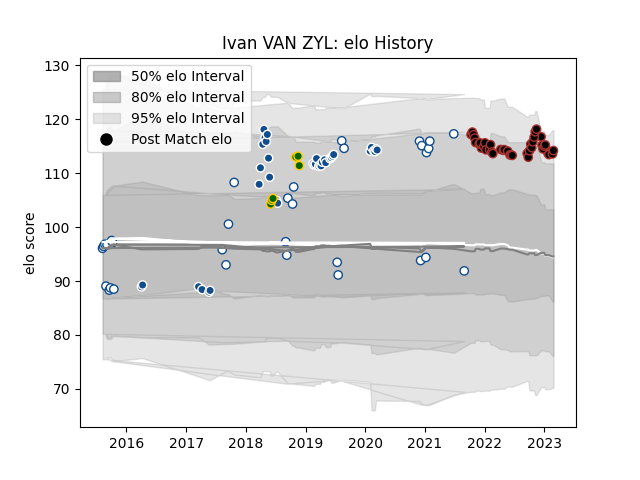 Ivan VAN ZYL: elo History
50% elo Interval
80% elo Interval
95% elo Interval
Post Match elo
elo score
130
120
110
100
90
80
70
2016 2017 2018 2019 2020 2021 2022 2023